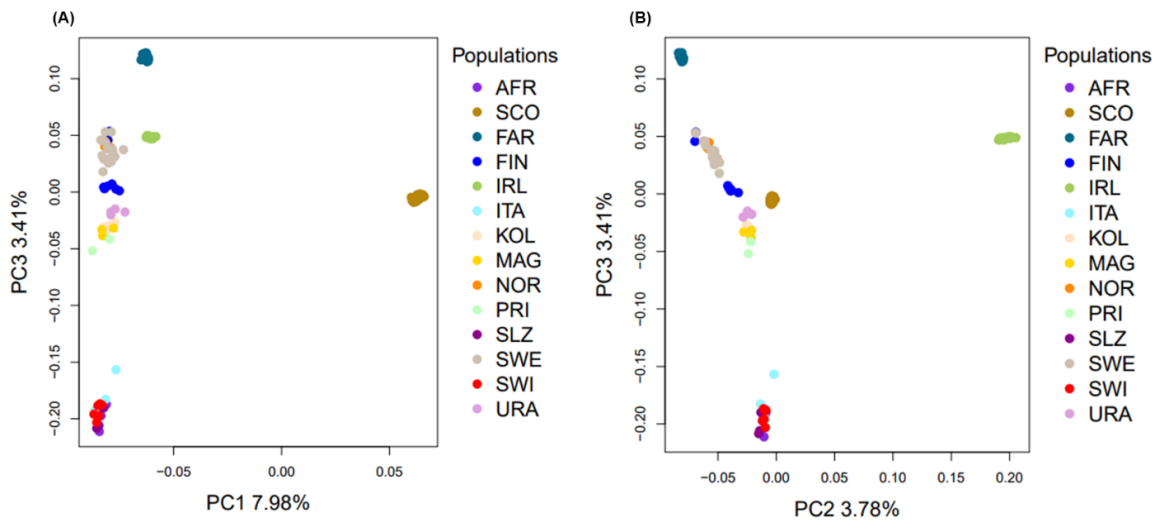 (A)
PC3 3.41%
0.10
0.05
0.00
−0.05
−0.10
−0.15
−0.20
−0.05
0.00
0.05
PC1 7.98%
Populations
AFR
SCO
FAR
FIN
IRL
ITA
KOL
MAG
NOR
PRI
SLZ
SWE
SWI
URA
(B)
PC3 3.41%
0.10
0.05
0.00
−0.05
−0.10
−0.15
−0.20
−0.05
0.00
0.05
0.10
0.15
0.20
PC2 3.78%
Populations
AFR
SCO
FAR
FIN
IRL
ITA
KOL
MAG
NOR
PRI
SLZ
SWE
SWI
URA